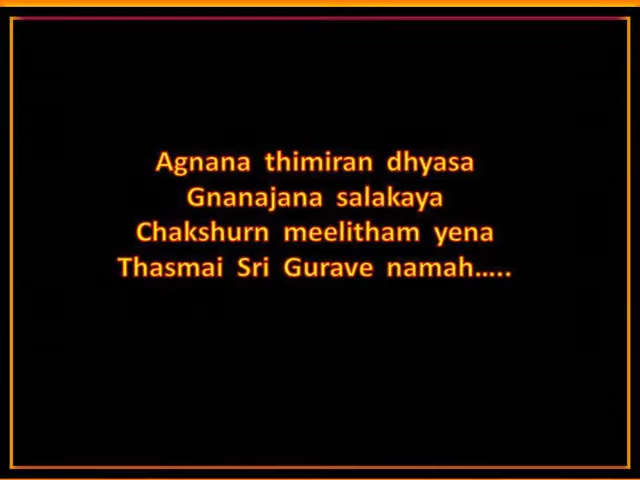 Agnana thimiran dhyasa
Gnanajana salakaya
Chakshurn meelitham yena
Thasmai Sri Gurave namah.....